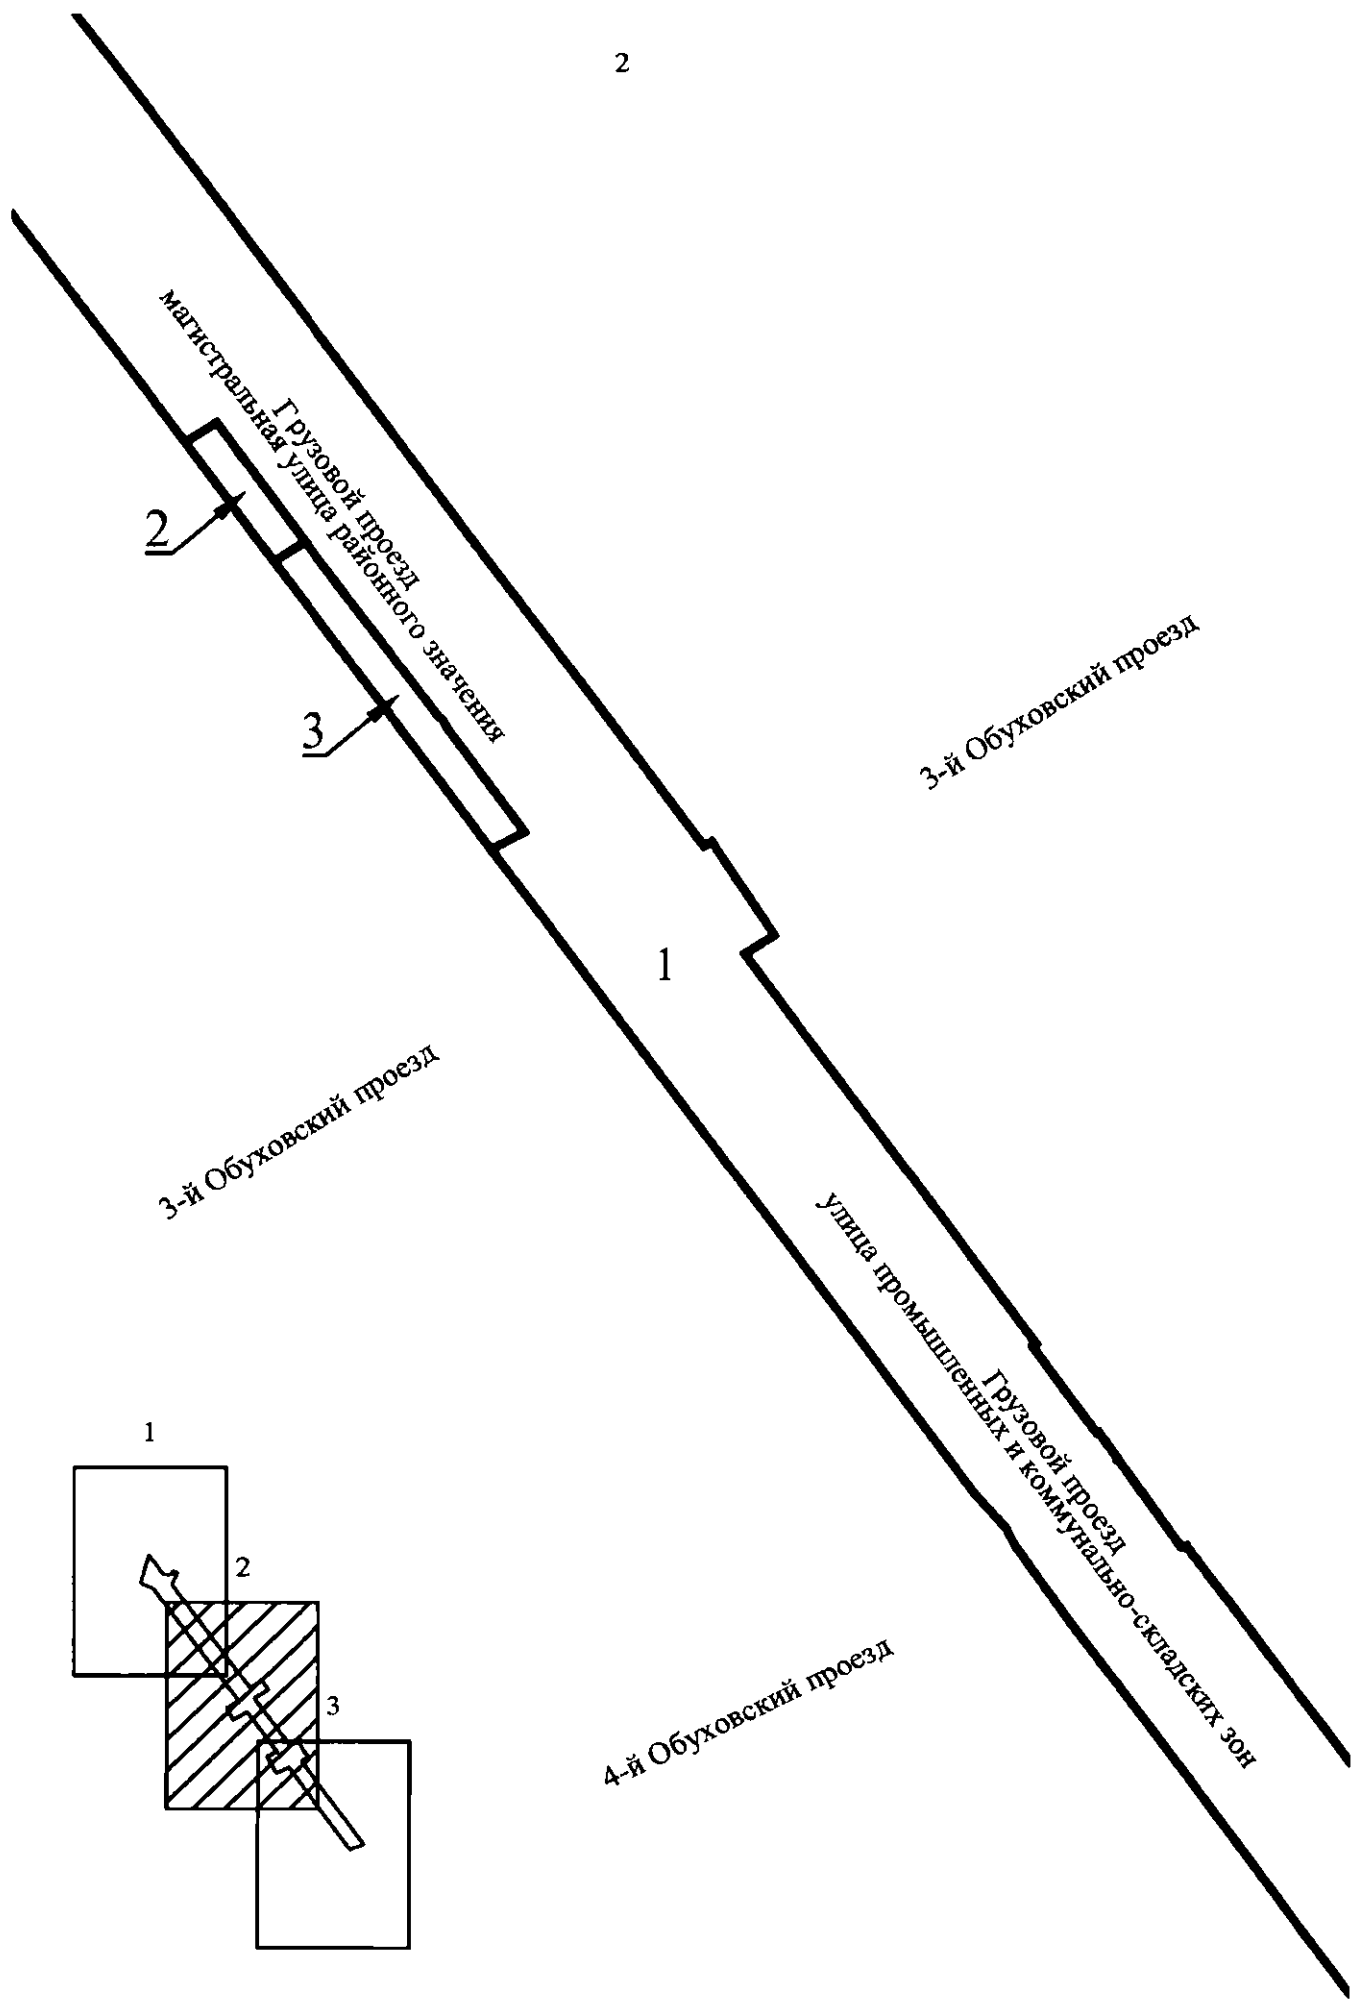 2
магистральная улица районного значения
Грузовой проезд
2
3
3-й Обуховский проезд
1
3-й Обуховский проезд
улица промышленных и коммунально-складских зон
Грузовой проезд
4-й Обуховский проезд
1
2
3